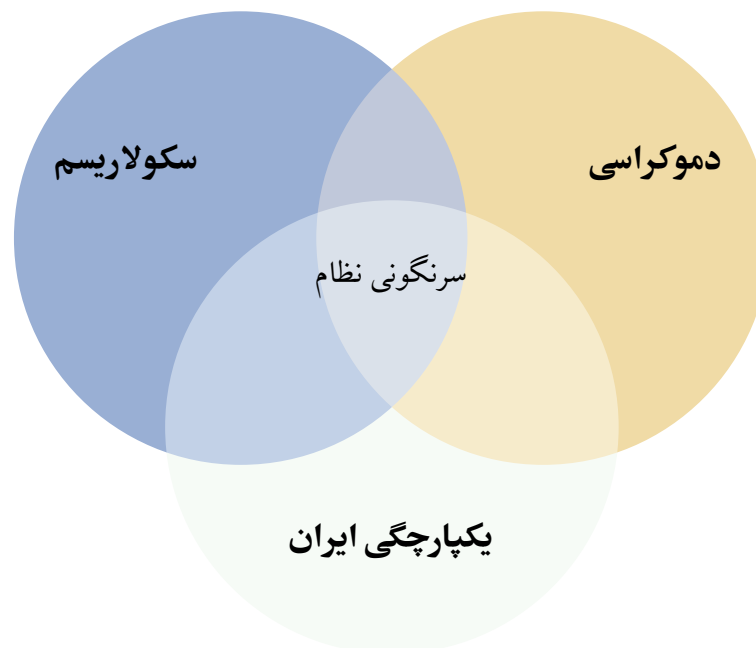 دموکراسی
سکولاریسم
سرنگونی نظام
یکپارچگی ایران